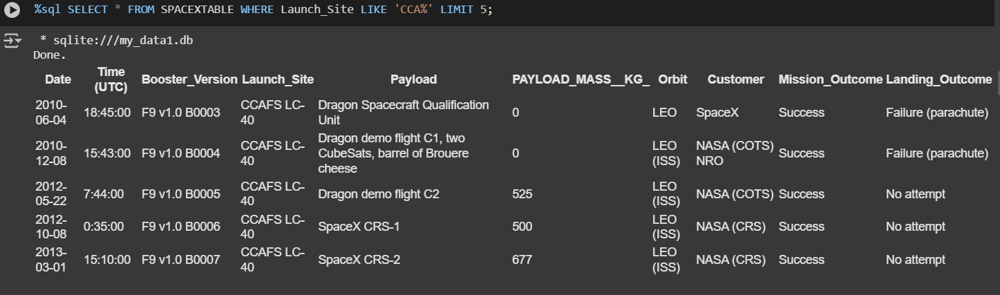 %sql SELECT * FROM SPACEXTABLE WHERE Launch_Site LIKE 'CCA%' LIMIT 5;
* sqlite:///my_data1.db
Done.
Date Time (UTC) Booster_Version Launch_Site Payload PAYLOAD_MASS__KG_ Orbit Customer Mission_Outcome Landing_Outcome
2010-06-04 18:45:00 F9 v1.0 B0003 CCAFS LC-40 Dragon Spacecraft Qualification Unit 0 LEO SpaceX Success Failure (parachute)
2010-12-08 15:43:00 F9 v1.0 B0004 CCAFS LC-40 Dragon demo flight C1, two CubeSats, barrel of Brouere cheese 0 LEO (ISS) NASA (COTS) NRO Success Failure (parachute)
2012-05-22 7:44:00 F9 v1.0 B0005 CCAFS LC-40 Dragon demo flight C2 525 LEO (ISS) NASA (COTS) Success No attempt
2012-10-08 0:35:00 F9 v1.0 B0006 CCAFS LC-40 SpaceX CRS-1 500 LEO (ISS) NASA (CRS) Success No attempt
2013-03-01 15:10:00 F9 v1.0 B0007 CCAFS LC-40 SpaceX CRS-2 677 LEO (ISS) NASA (CRS) Success No attempt